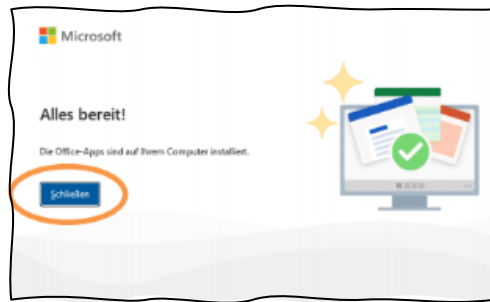 Microsoft
Alles bereit!
Die Office-Apps sind auf Ihrem Computer installiert.
Schließen